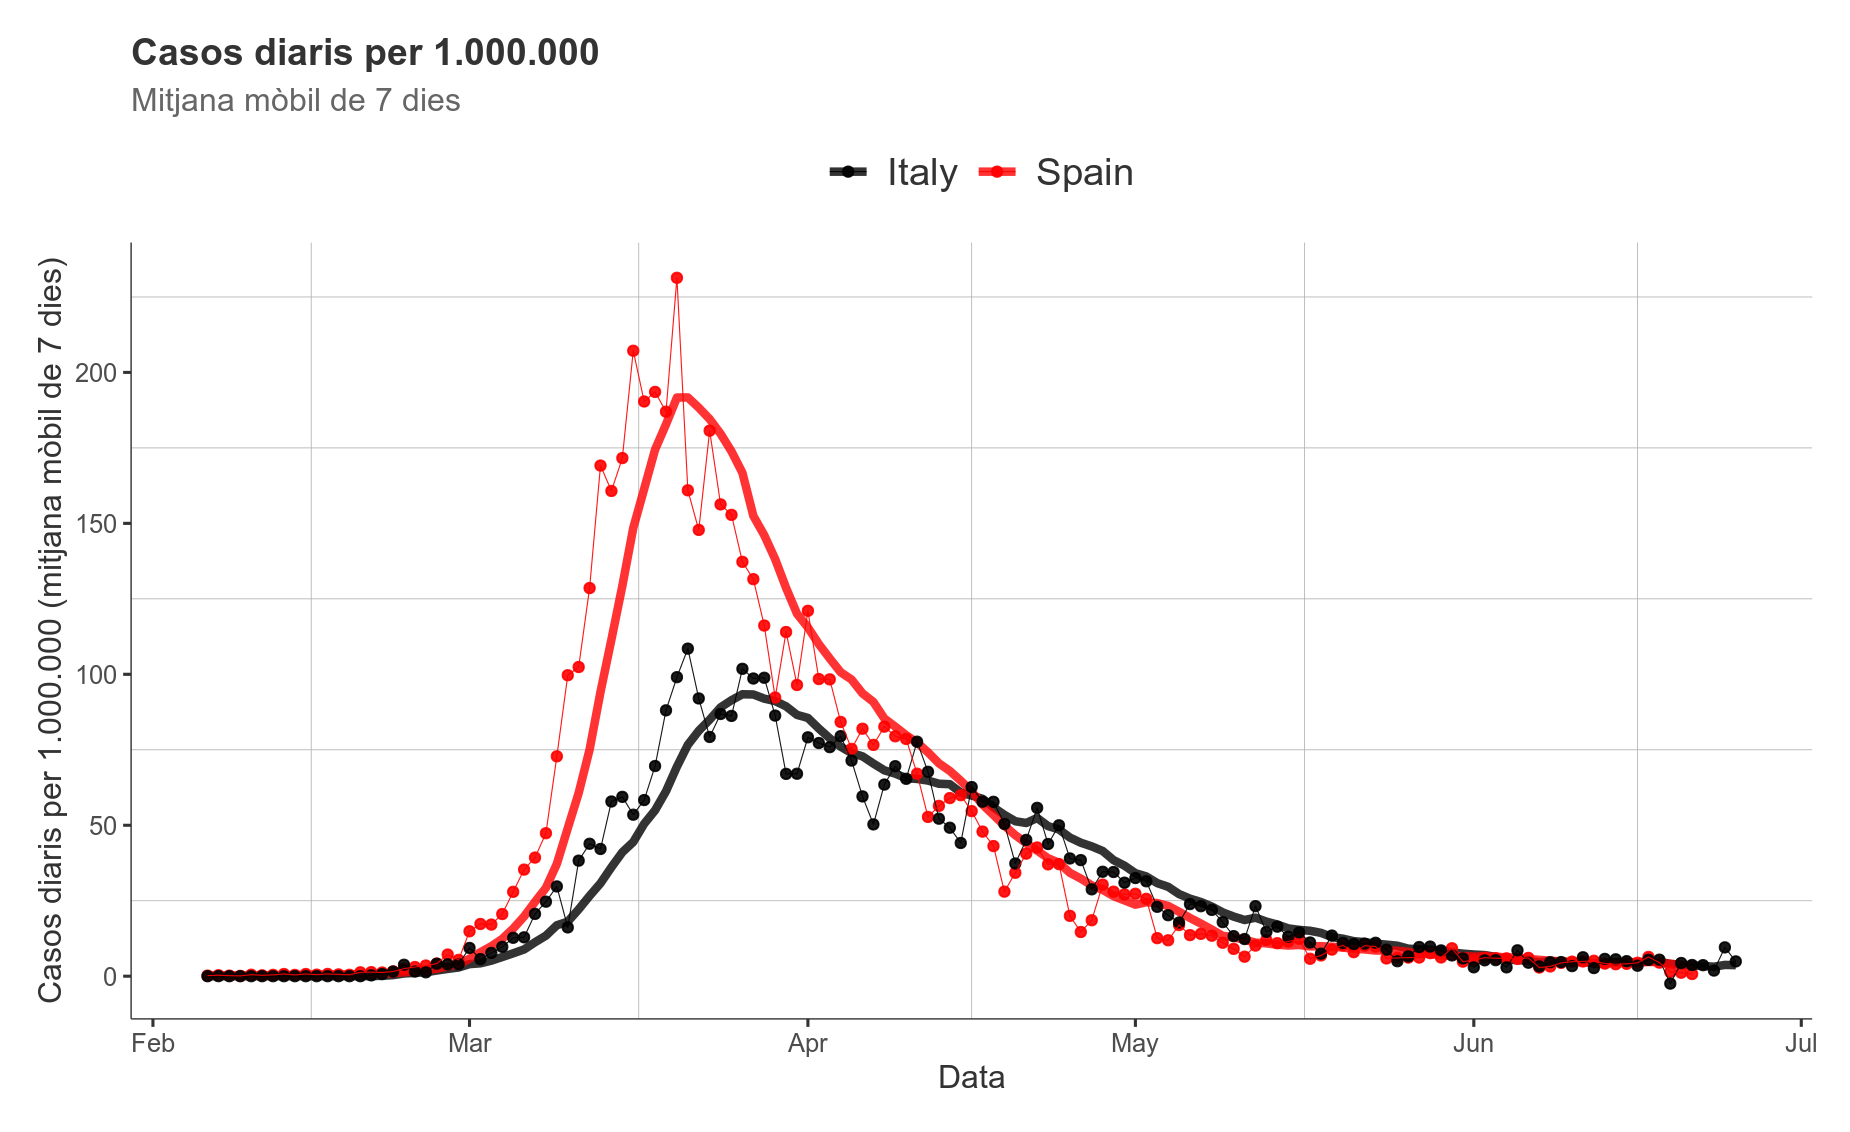 Casos diaris per 1.000.000
Mitjana mòbil de 7 dies
Italy Spain
Casos diaris per 1.000.000 (mitjana mòbil de 7 dies)
200
150
100
50
0
Feb Mar Apr May Jun Jul
Data